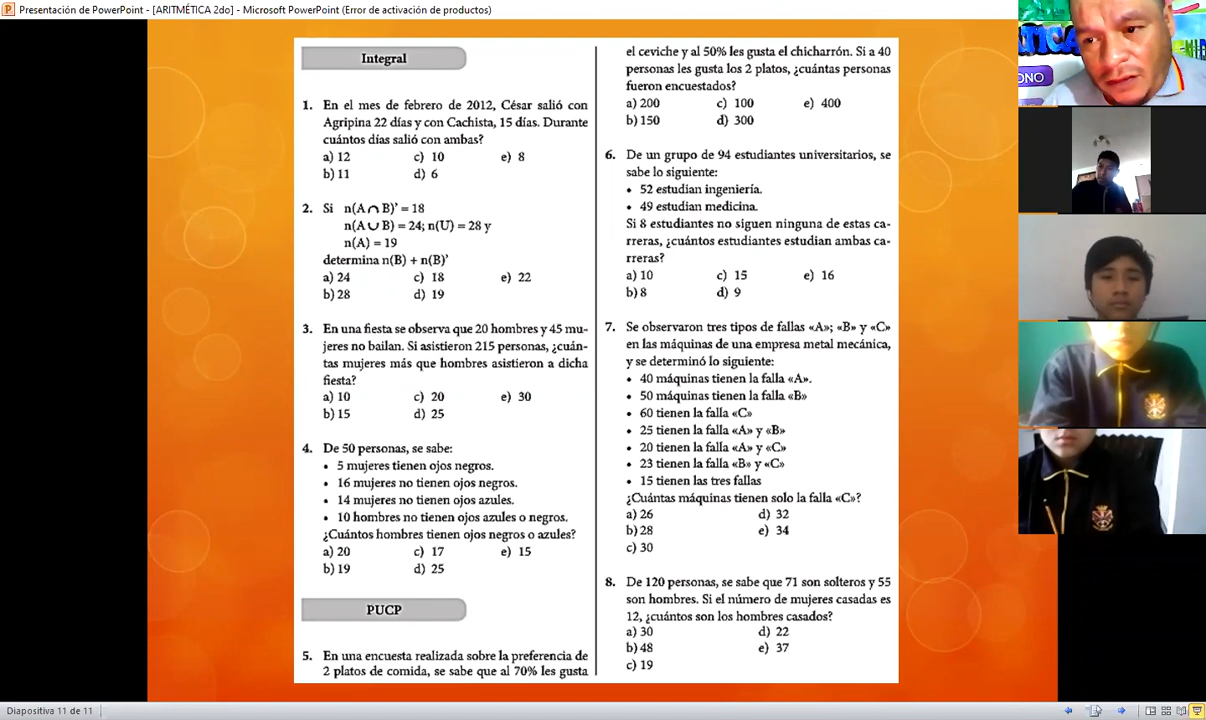 Presentación de PowerPoint - [ARITMÉTICA 2do] - Microsoft PowerPoint (Error de activación de productos)
Integral
1. En el mes de febrero de 2012, César salió con
Agripina 22 días y con Cachista, 15 días. Durante
cuántos días salió con ambas?
a) 12 c) 10 e) 8
b) 11 d) 6
2. Si n(A∩B)’ = 18
n(A∪B) = 24; n(U) = 28 y
n(A) = 19
determina n(B) + n(B)’
a) 24 c) 18 e) 22
b) 28 d) 19
3. En una fiesta se observa que 20 hombres y 45 mu-
jeres no bailan. Si asistieron 215 personas, ¿cuán-
tas mujeres más que hombres asistieron a dicha
fiesta?
a) 10 c) 20 e) 30
b) 15 d) 25
4. De 50 personas, se sabe:
• 5 mujeres tienen ojos negros.
• 16 mujeres no tienen ojos negros.
• 14 mujeres no tienen ojos azules.
• 10 hombres no tienen ojos azules o negros.
¿Cuántos hombres tienen ojos negros o azules?
a) 20 c) 17 e) 15
b) 19 d) 25
PUCP
5. En una encuesta realizada sobre la preferencia de
2 platos de comida, se sabe que al 70% les gusta
el ceviche y al 50% les gusta el chicharrón. Si a 40
personas les gusta los 2 platos, ¿cuántas personas
fueron encuestados?
a) 200 c) 100 e) 400
b) 150 d) 300
6. De un grupo de 94 estudiantes universitarios, se
sabe lo siguiente:
• 52 estudian ingeniería.
• 49 estudian medicina.
Si 8 estudiantes no siguen ninguna de estas ca-
rreras, ¿cuántos estudiantes estudian ambas ca-
rreras?
a) 10 c) 15 e) 16
b) 8 d) 9
7. Se observaron tres tipos de fallas «A»; «B» y «C»
en las máquinas de una empresa metal mecánica,
y se determinó lo siguiente:
• 40 máquinas tienen la falla «A».
• 50 máquinas tienen la falla «B»
• 60 tienen la falla «C»
• 25 tienen la falla «A» y «B»
• 20 tienen la falla «A» y «C»
• 23 tienen la falla «B» y «C»
• 15 tienen las tres fallas
¿Cuántas máquinas tienen solo la falla «C»?
a) 26 d) 32
b) 28 e) 34
c) 30
8. De 120 personas, se sabe que 71 son solteros y 55
son hombres. Si el número de mujeres casadas es
12, ¿cuántos son los hombres casados?
a) 30 d) 22
b) 48 e) 37
c) 19
Diapositiva 11 de 11